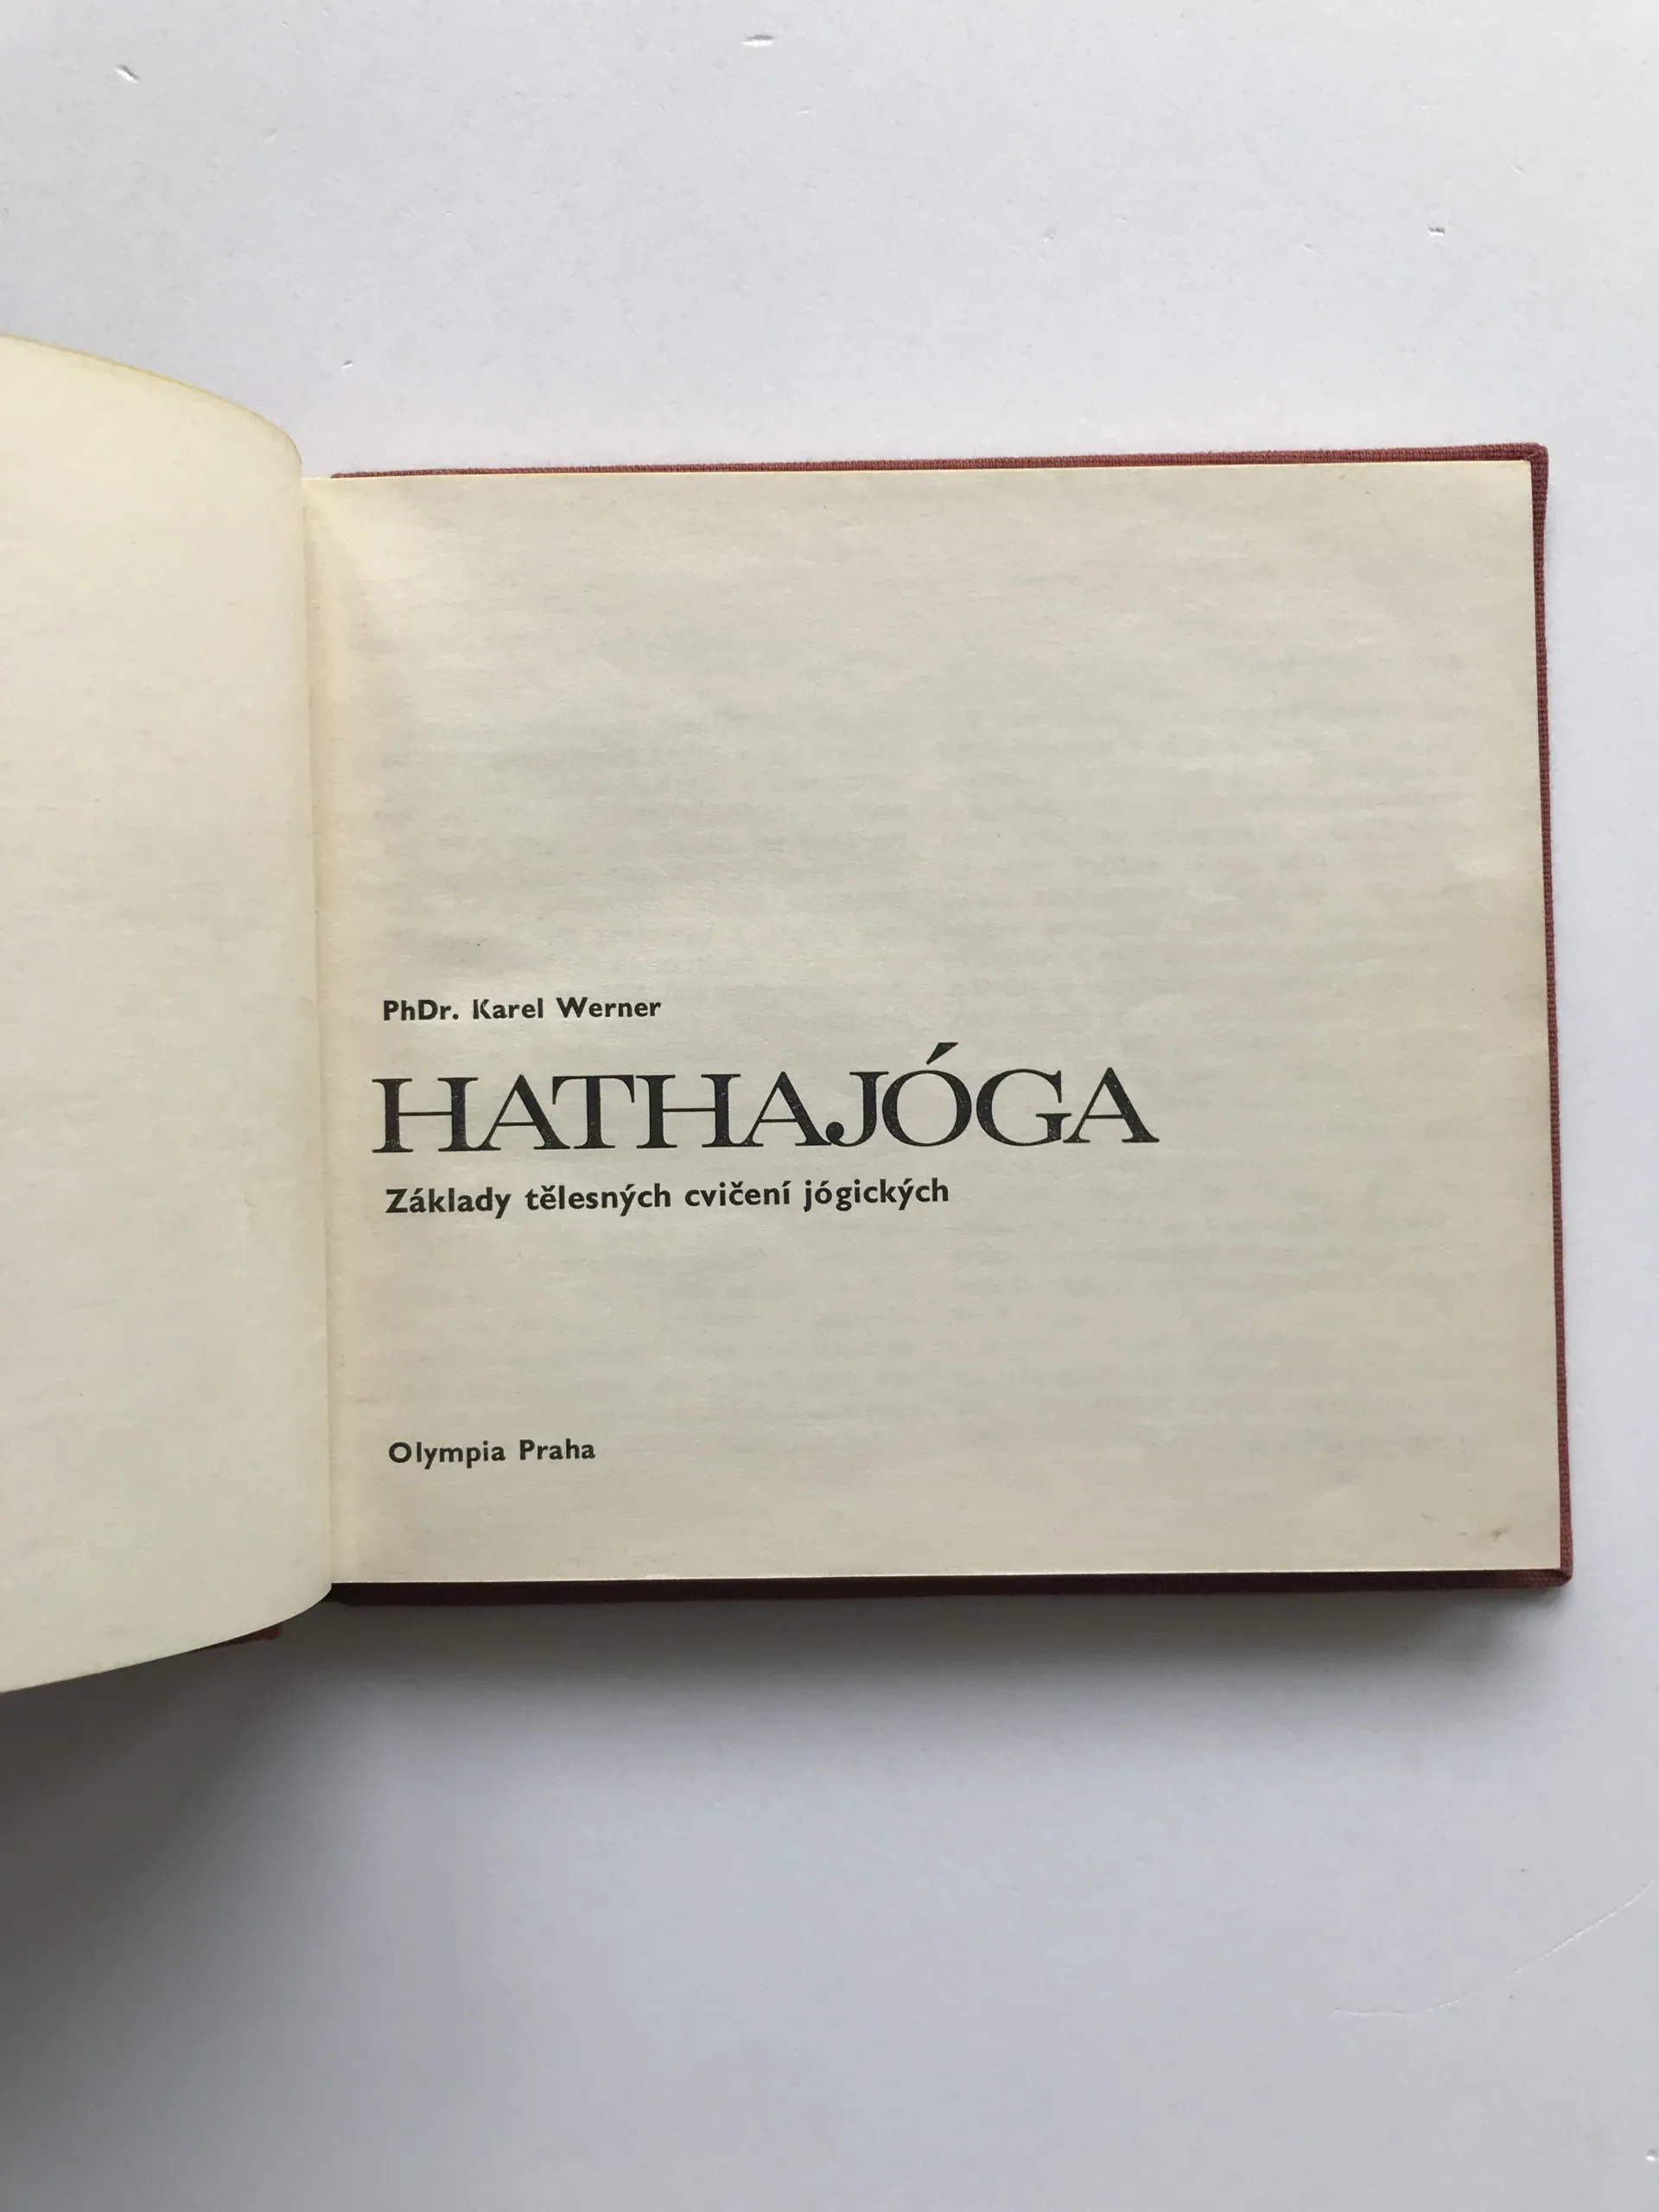 PhDr. Karel Werner
HATHAJÓGA
Základy tělesných cvičení jógických
Olympia Praha